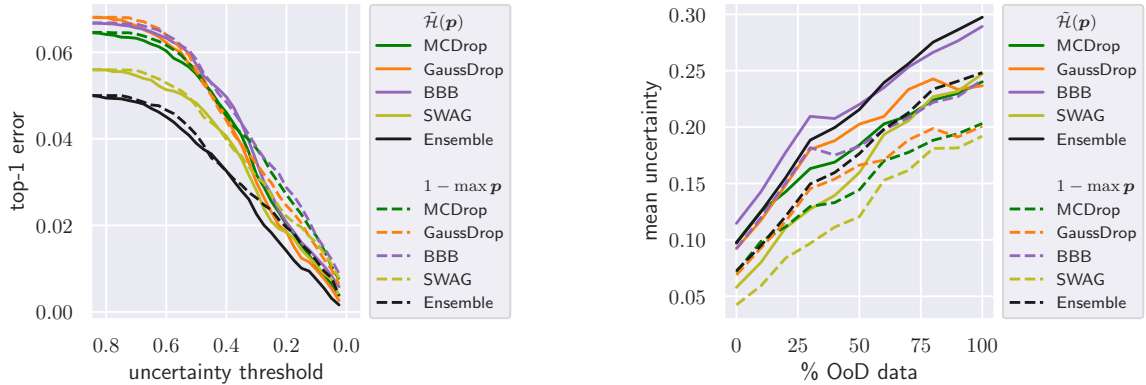 0.06
0.04
0.02
0.00
top-1 error
0.8 0.6 0.4 0.2 0.0
uncertainty threshold
H̃(p)
MCDrop
GaussDrop
BBB
SWAG
Ensemble
1 − max p
MCDrop
GaussDrop
BBB
SWAG
Ensemble
0.30
0.25
0.20
0.15
0.10
0.05
mean uncertainty
0 25 50 75 100
% OoD data
H̃(p)
MCDrop
GaussDrop
BBB
SWAG
Ensemble
1 − max p
MCDrop
GaussDrop
BBB
SWAG
Ensemble